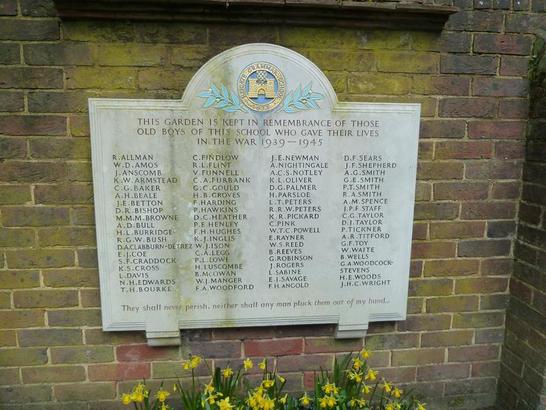 THIS GARDEN IS KEPT IN REMEMBRANCE OF THOSE
OLD BOYS OF THIS SCHOOL WHO GAVE THEIR LIVES
IN THE WAR 1939-1945
R. ALLMAN
W. D. AMOS
J. ANSCOMB
K. W. ARMSTEAD
C. G. BAKER
A. H. BEALE
J. E. BETTON
D. R. BISHOP
M. M. M. BROWNE
A. D. BULL
H. L. BURRIDGE
R. G. W. BUSH
D. A. CLABBURN-
E. J. COE
S. F. CRADDOCK
K. S. CROSS
L. DAVIS
N. H. EDWARDS
T. H. BOURKE
C. FINDLOW
R. L. FLINT
V. FUNNELL
C. A. FURBANK
G. C. GOULD
H. B. GROVES
F. HARDING
P. HAWKINS
D. C. HEATHER
P. E. HENLEY
F. H. HUGHES
K. J. INGLIS
W. J. ISON
C. A. LEGG
P. L. LOWE
H. LUSCOMBE
B. McOWAN
W. J. MANGER
F. A. WOODFORD
J. E. NEWMAN
A. NIGHTENGALE
A. C. S. NOTLEY
K. L. OLIVER
D. G. PALMER
H. PARSLOE
L. T. PETERS
R. R. W. PETERS
K. R. PICKARD
C. PINK
W. T. C. POWELL
E. RAYNER
W. S. REED
B. REEVES
G. ROBINSON
J. ROGERS
L. SABINE
E. J. SAVAGE
F. H. ANGOLD
D. F. SEARS
J. F. SHEPHERD
A. G. SMITH
G. E. SMITH
P. T. SMITH
R. A. SMITH
A. M. SPENCE
J. P. F. STAFF
C. G. TAYLOR
D. J. TAYLOR
P. TICKNER
A. R. TITFORD
G. F. TOY
W. WAITE
B. WELLS
G. A. WOODCOCK-
STEVENS
H. E. WOODS
J. H. C. WRIGHT
They shall never perish, neither shall any man pluck them out of my hand...